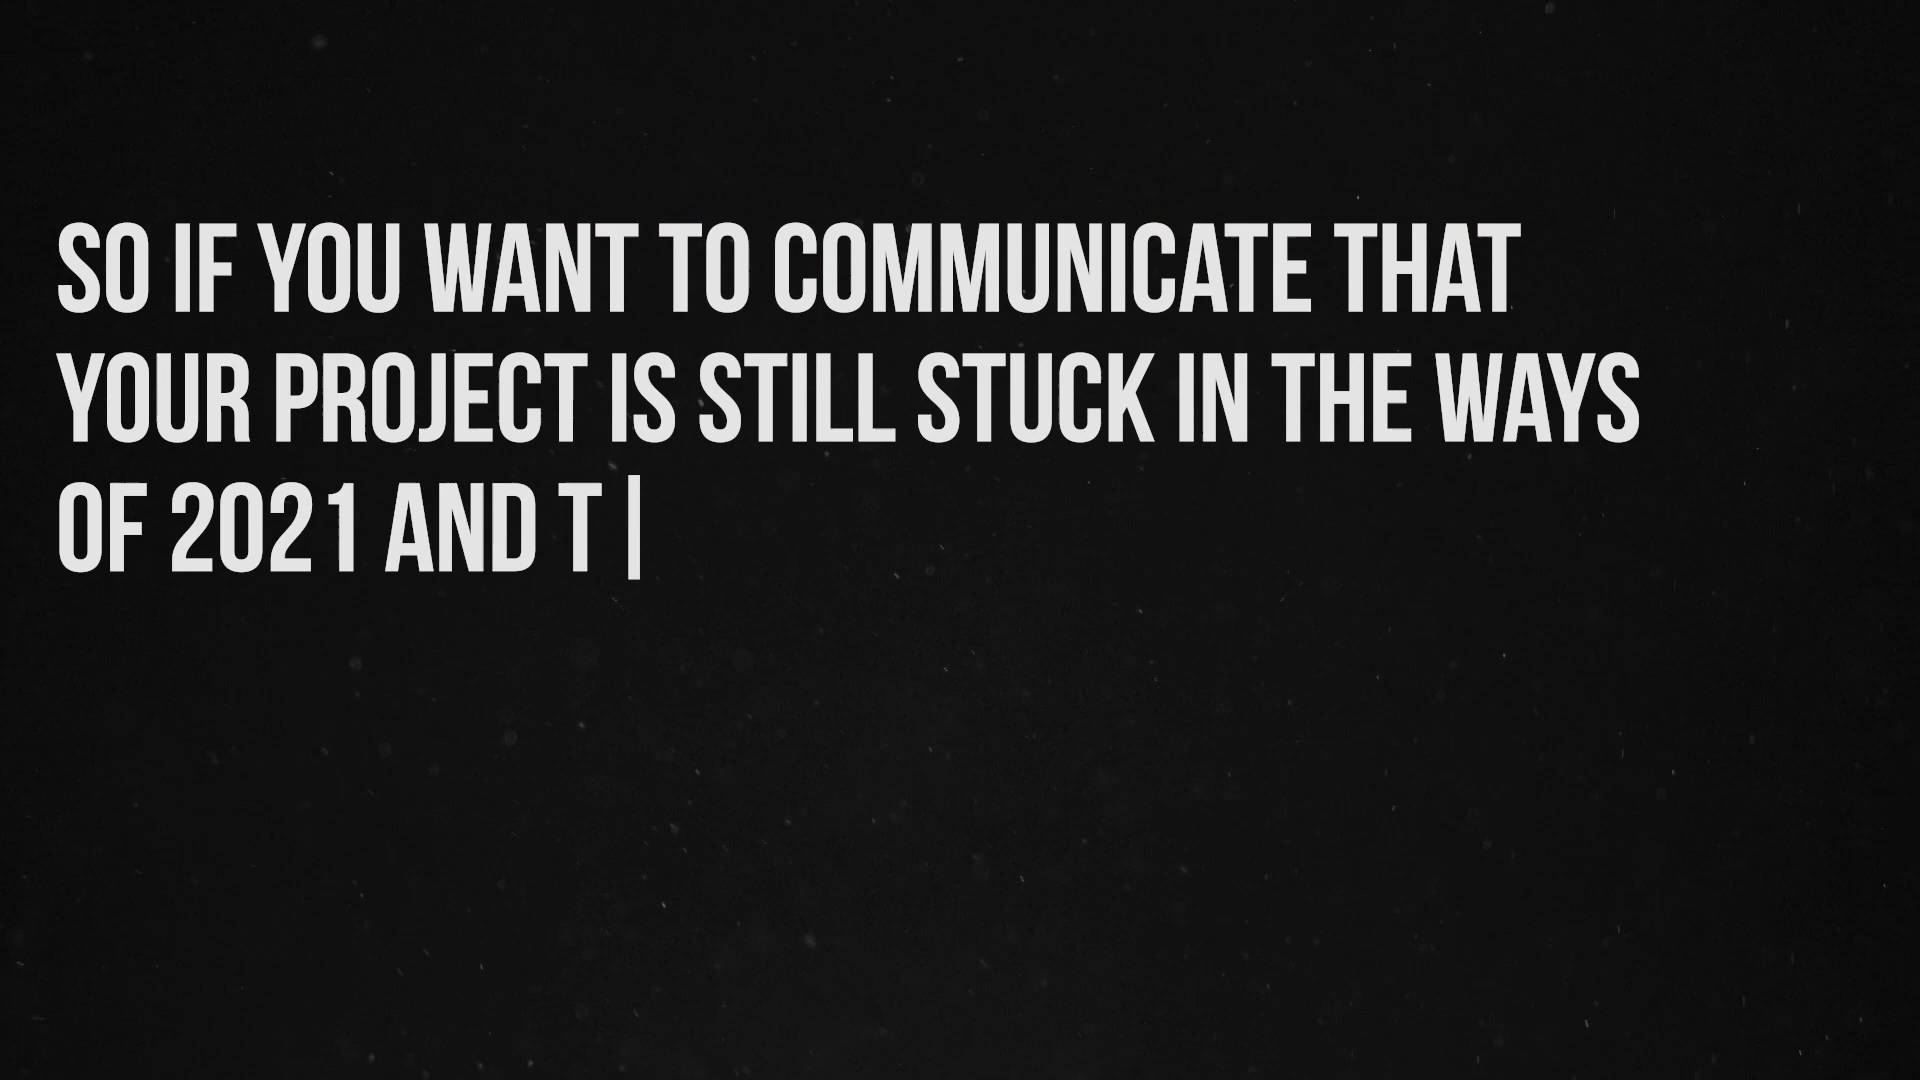 SO IF YOU WANT TO COMMUNICATE THAT
YOUR PROJECT IS STILL STUCK IN THE WAYS
OF 2021 AND T|